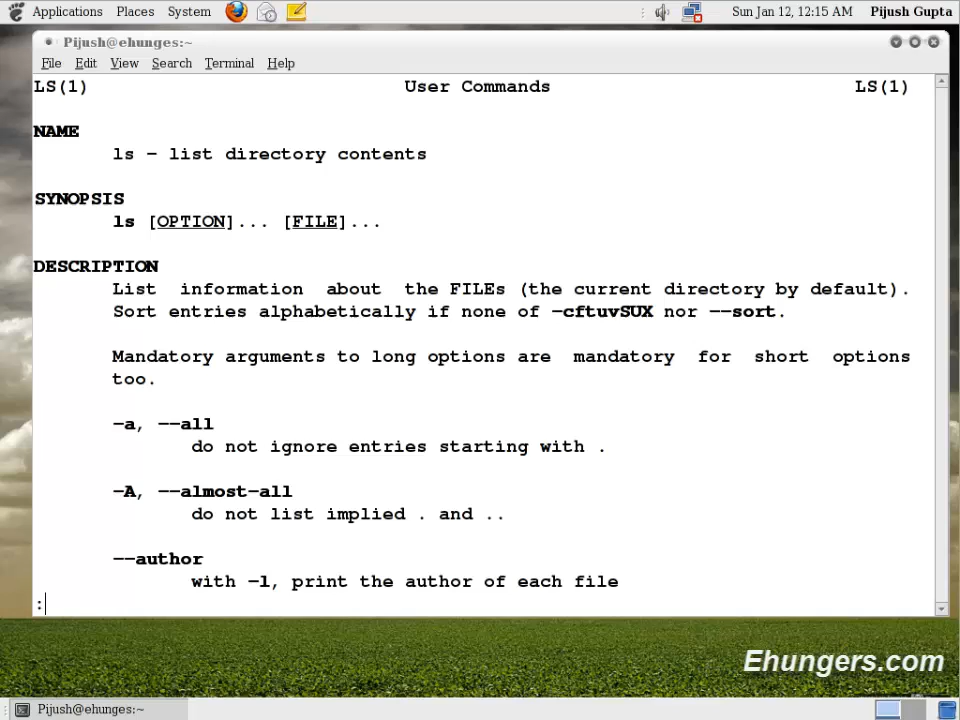 Applications Places System Sun Jan 12, 12:15 AM Pijush Gupta
Pijush@ehunges:~
File Edit View Search Terminal Help
LS(1) User Commands LS(1)
NAME
ls - list directory contents
SYNOPSIS
ls [OPTION]... [FILE]...
DESCRIPTION
List information about the FILEs (the current directory by default).
Sort entries alphabetically if none of -cftuvSUX nor --sort.
Mandatory arguments to long options are mandatory for short options
too.
-a, --all
do not ignore entries starting with .
-A, --almost-all
do not list implied . and ..
--author
with -l, print the author of each file
:
Ehungers.com
Pijush@ehunges:~